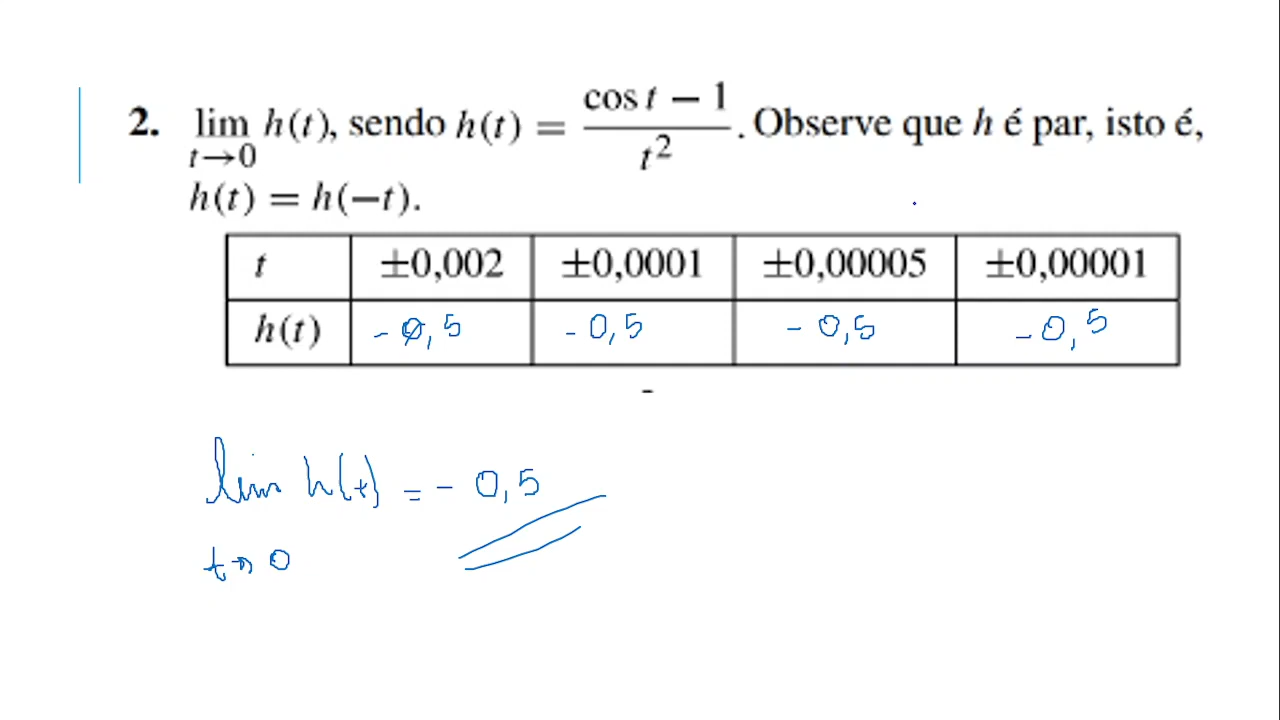 2. lim h(t), sendo h(t) = cos t − 1 / t². Observe que h é par, isto é,
t→0
h(t) = h(−t).
t ±0,002 ±0,0001 ±0,00005 ±0,00001
h(t) -0,5 -0,5 -0,5 -0,5
lim h(t) = -0,5
t→0